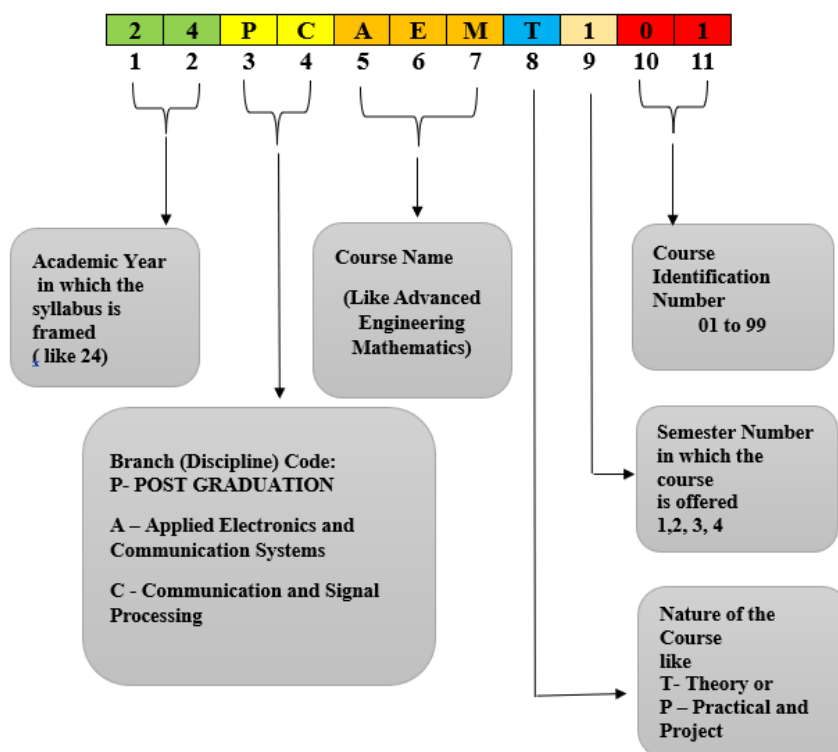 2 4 P C A E M T 1 0 1
1 2 3 4 5 6 7 8 9 10 11
Academic Year
in which the
syllabus is
framed
( like 24)
Course Name
(Like Advanced
Engineering
Mathematics)
Course
Identification
Number
01 to 99
Branch (Discipline) Code:
P- POST GRADUATION
A – Applied Electronics and
Communication Systems
C - Communication and Signal
Processing
Semester Number
in which the
course
is offered
1,2, 3, 4
Nature of the
Course
like
T- Theory or
P – Practical and
Project